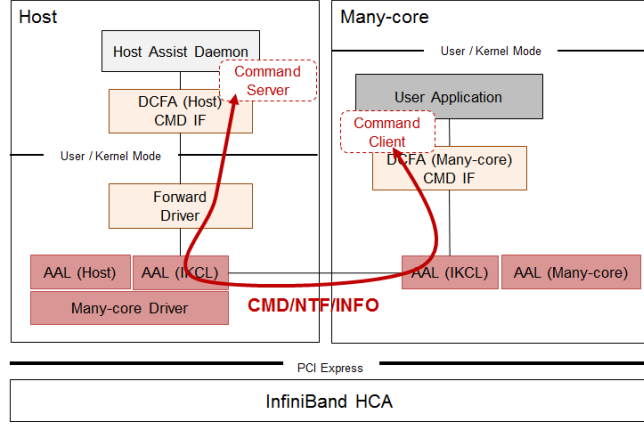 Host
Many-core
Host Assist Daemon
Command
Server
DCFA (Host)
CMD IF
User / Kernel Mode
Forward
Driver
AAL (Host)
AAL (IKCL)
Many-core Driver
User / Kernel Mode
User Application
Command
Client
DCFA (Many-core)
CMD IF
AAL (IKCL)
AAL (Many-core)
CMD/NTF/INFO
PCI Express
InfiniBand HCA